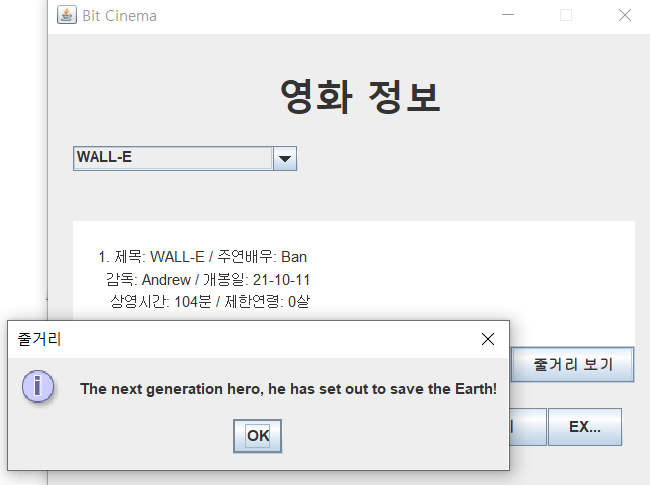 Bit Cinema
영화 정보
WALL-E
1. 제목: WALL-E / 주연배우: Ban
감독: Andrew / 개봉일: 21-10-11
상영시간: 104분 / 제한연령: 0살
줄거리
줄거리 보기
The next generation hero, he has set out to save the Earth!
OK
EX...